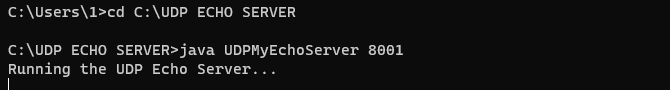 C:\Users\1>cd C:\UDP ECHO SERVER
C:\UDP ECHO SERVER>java UDPMyEchoServer 8001
Running the UDP Echo Server...